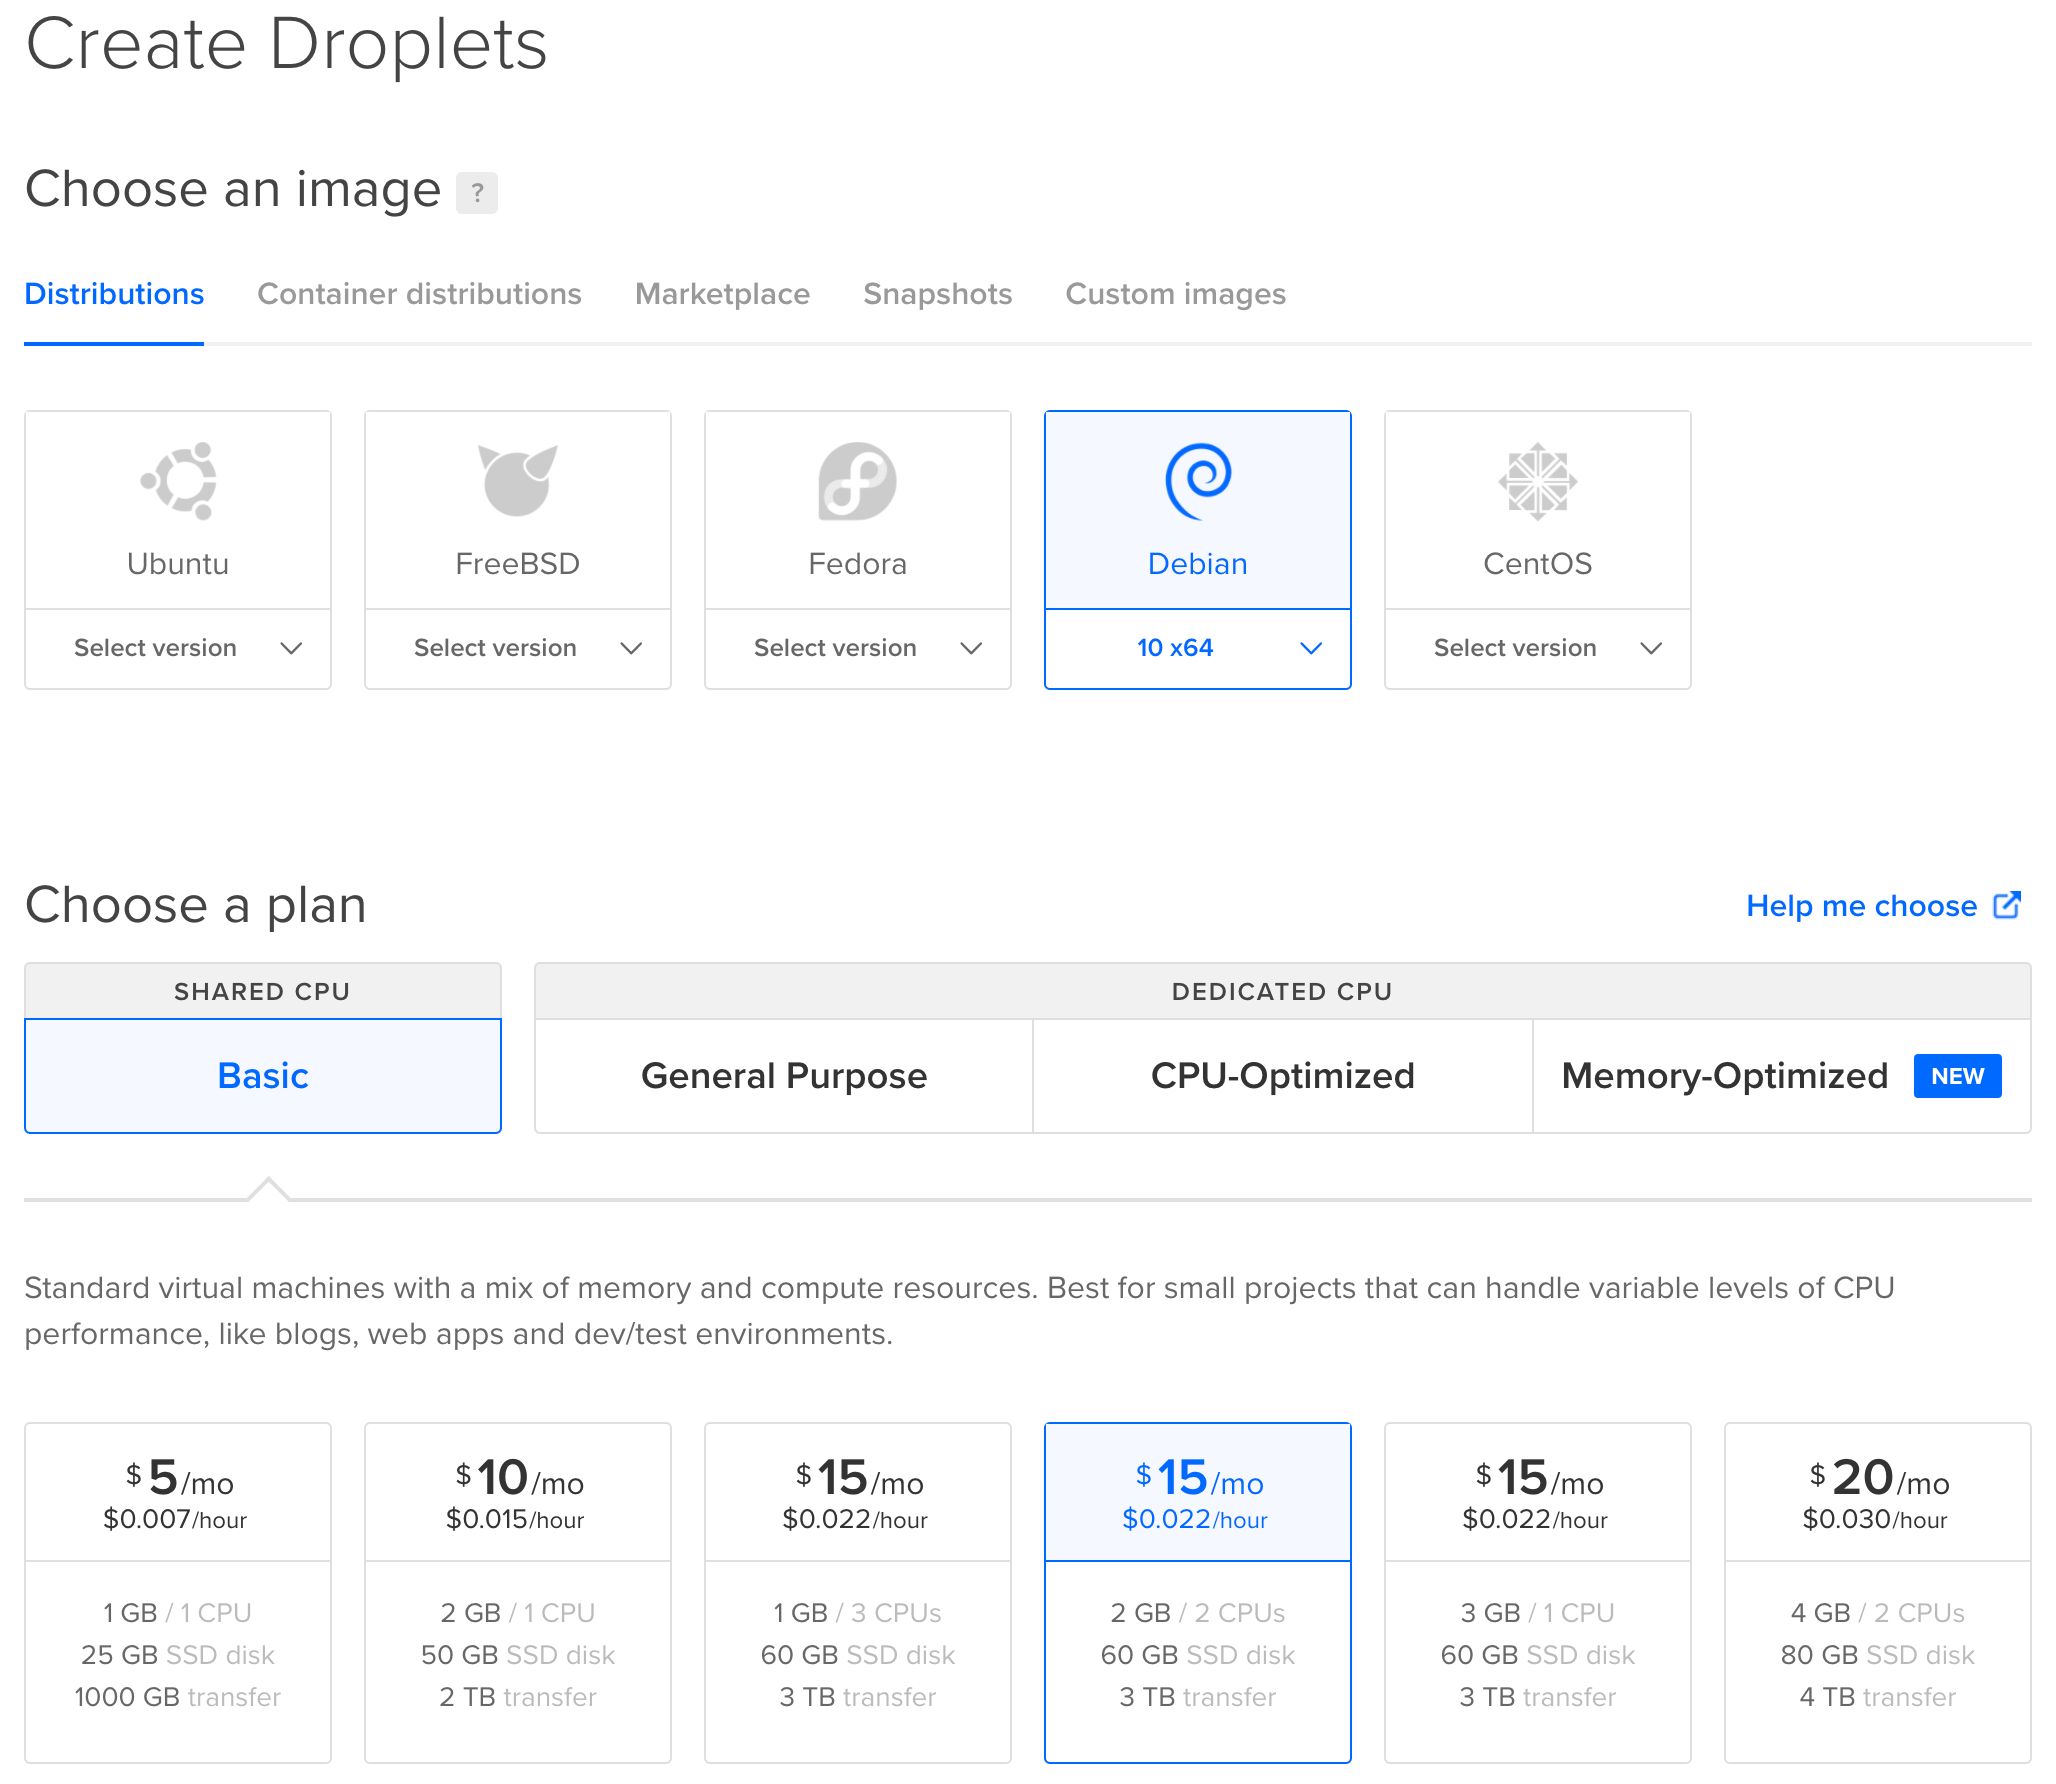 Create Droplets
Choose an image ?
Distributions Container distributions Marketplace Snapshots Custom images
Ubuntu FreeBSD Fedora Debian CentOS
Select version Select version Select version 10 x64 Select version
Choose a plan Help me choose
SHARED CPU DEDICATED CPU
Basic General Purpose CPU-Optimized Memory-Optimized NEW
Standard virtual machines with a mix of memory and compute resources. Best for small projects that can handle variable levels of CPU
performance, like blogs, web apps and dev/test environments.
$5/mo $10/mo $15/mo $15/mo $15/mo $20/mo
$0.007/hour $0.015/hour $0.022/hour $0.022/hour $0.022/hour $0.030/hour
1 GB / 1 CPU 2 GB / 1 CPU 1 GB / 3 CPUs 2 GB / 2 CPUs 3 GB / 1 CPU 4 GB / 2 CPUs
25 GB SSD disk 50 GB SSD disk 60 GB SSD disk 60 GB SSD disk 60 GB SSD disk 80 GB SSD disk
1000 GB transfer 2 TB transfer 3 TB transfer 3 TB transfer 3 TB transfer 4 TB transfer